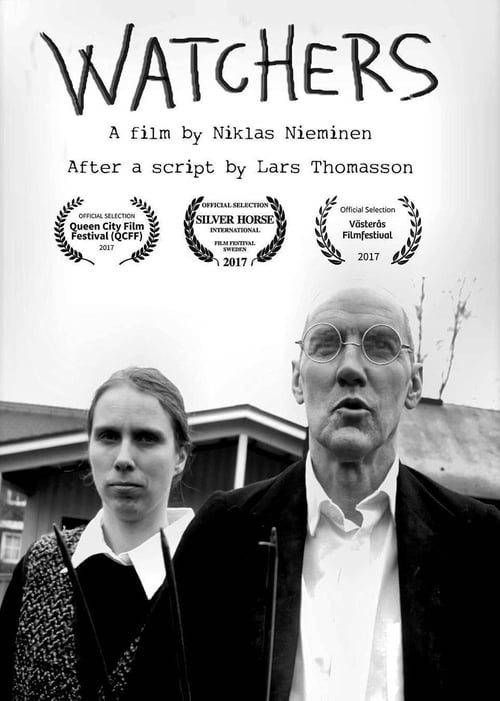 WATCHERS
A film by Niklas Nieminen
After a script by Lars Thomasson
OFFICIAL SELECTION
Queen City Film
Festival (QCFF)
2017
OFFICIAL SELECTION
SILVER HORSE
INTERNATIONAL
FILM FESTIVAL
SWEDEN
2017
Official Selection
Västerås
Filmfestival
2017